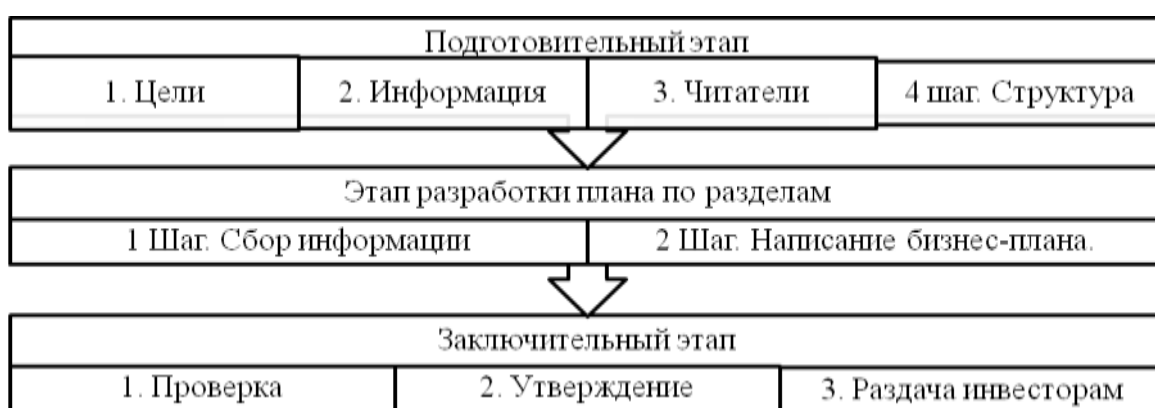 Подготовительный этап
1. Цели
2. Информация
3. Читатели
4 шаг. Структура
Этап разработки плана по разделам
1 Шаг. Сбор информации
2 Шаг. Написание бизнес-плана.
Заключительный этап
1. Проверка
2. Утверждение
3. Раздача инвесторам